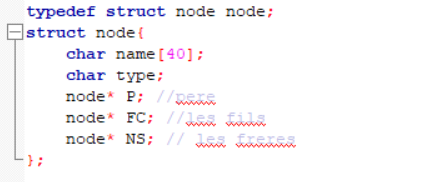 typedef struct node node;
struct node{
char name[40];
char type;
node* P; //pere
node* FC; //les fils
node* NS; // les freres
};